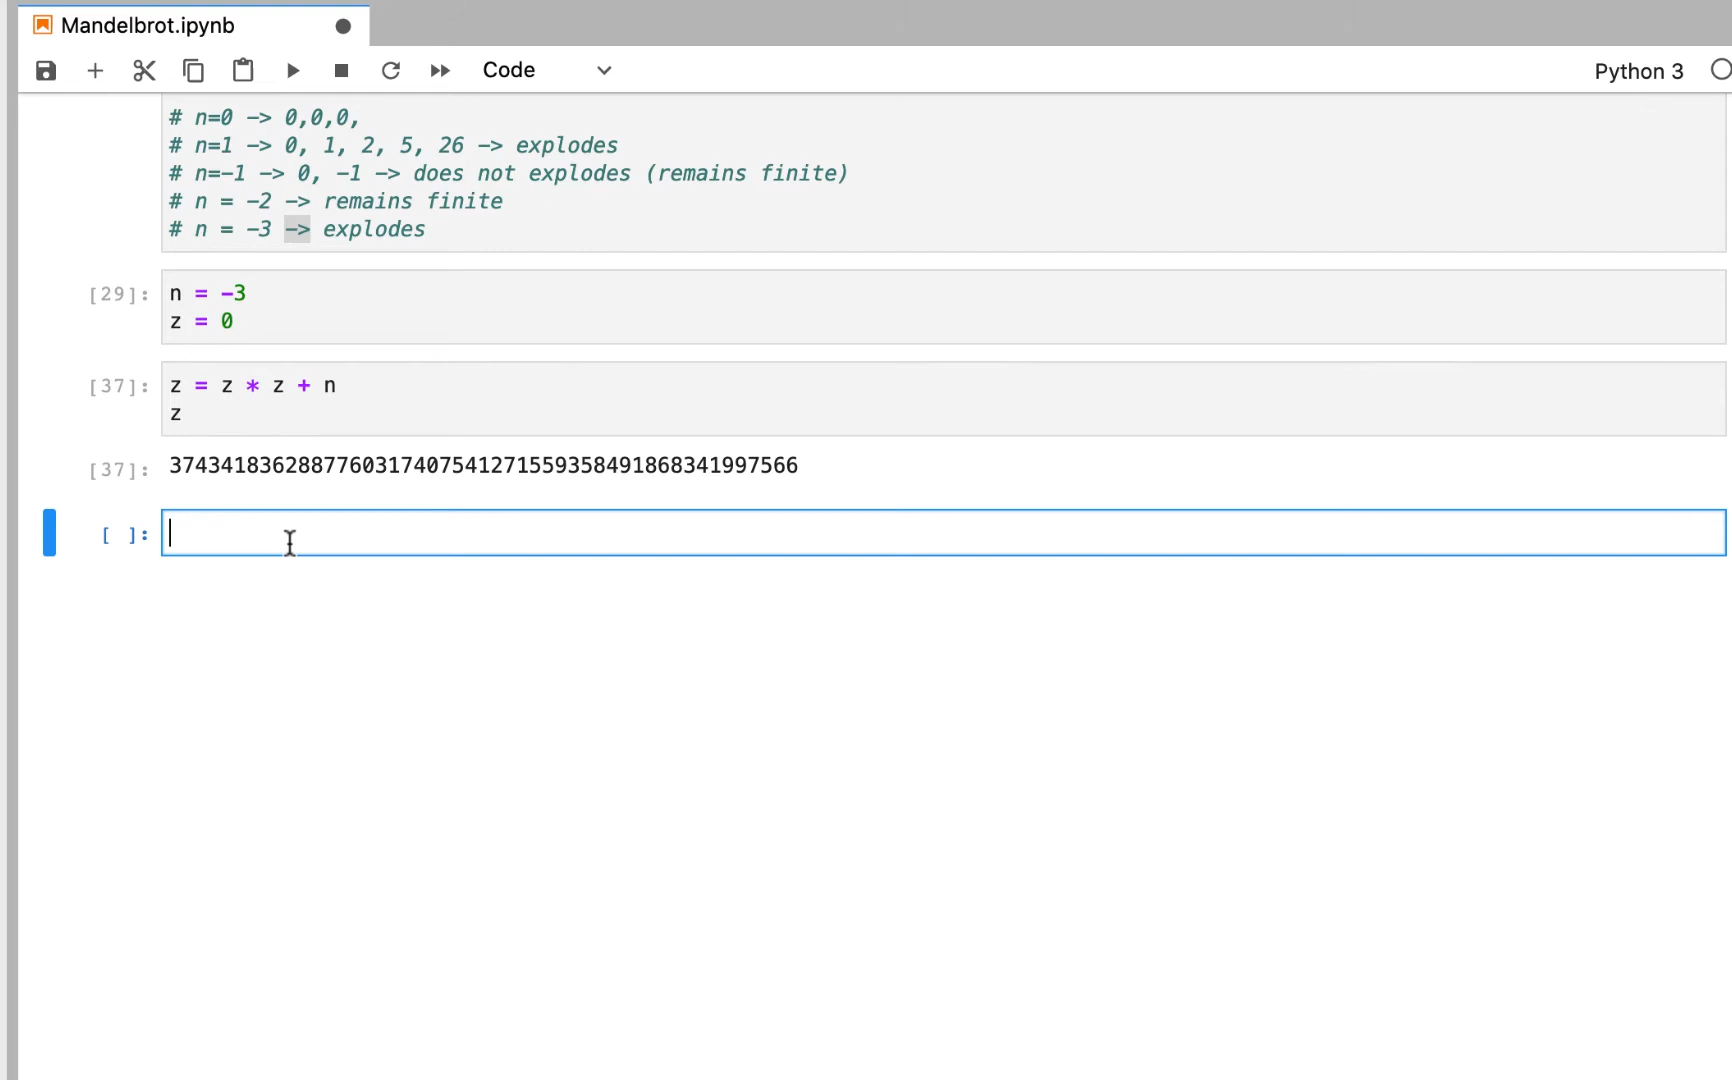 Mandelbrot.ipynb
Code
Python 3
# n=0 -> 0,0,0,
# n=1 -> 0, 1, 2, 5, 26 -> explodes
# n=-1 -> 0, -1 -> does not explodes (remains finite)
# n = -2 -> remains finite
# n = -3 -> explodes
[29]: n = -3
z = 0
[37]: z = z * z + n
z
[37]: 3743418362887760317407541271559358491868341997566
[ ]: